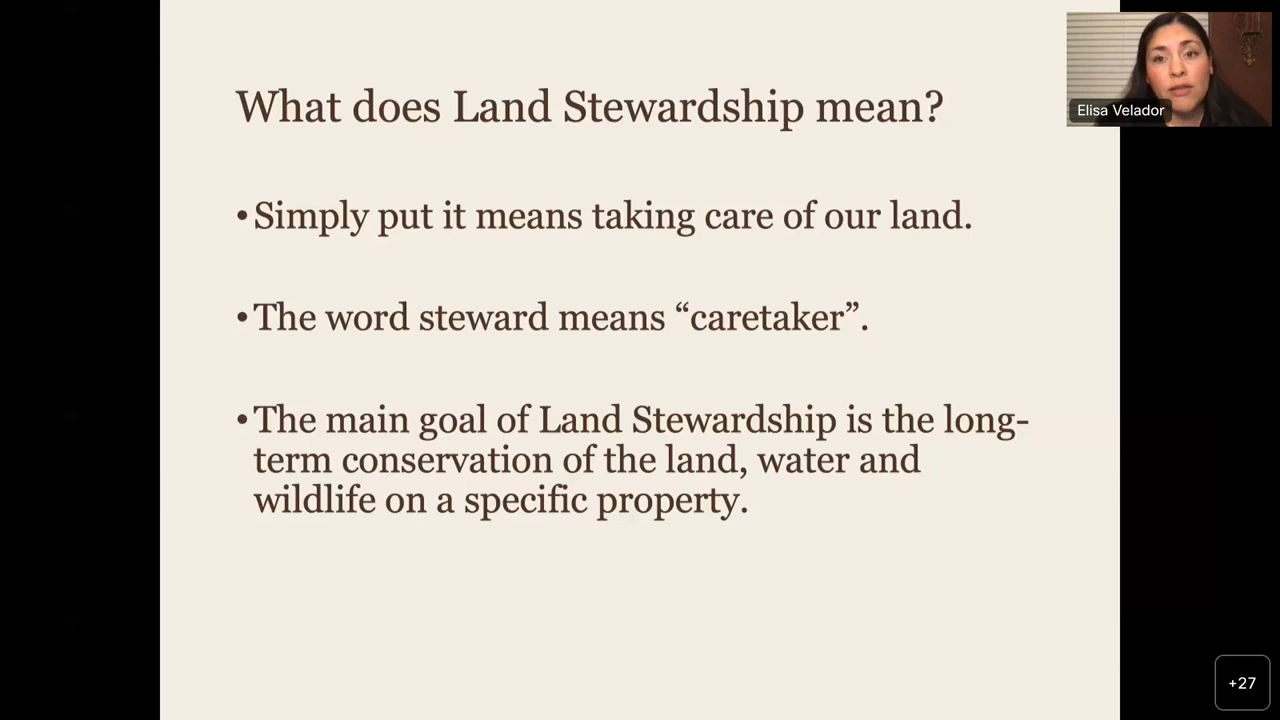 What does Land Stewardship mean?
•Simply put it means taking care of our land.
•The word steward means “caretaker”.
•The main goal of Land Stewardship is the long-
term conservation of the land, water and
wildlife on a specific property.
Elisa Velador
+27